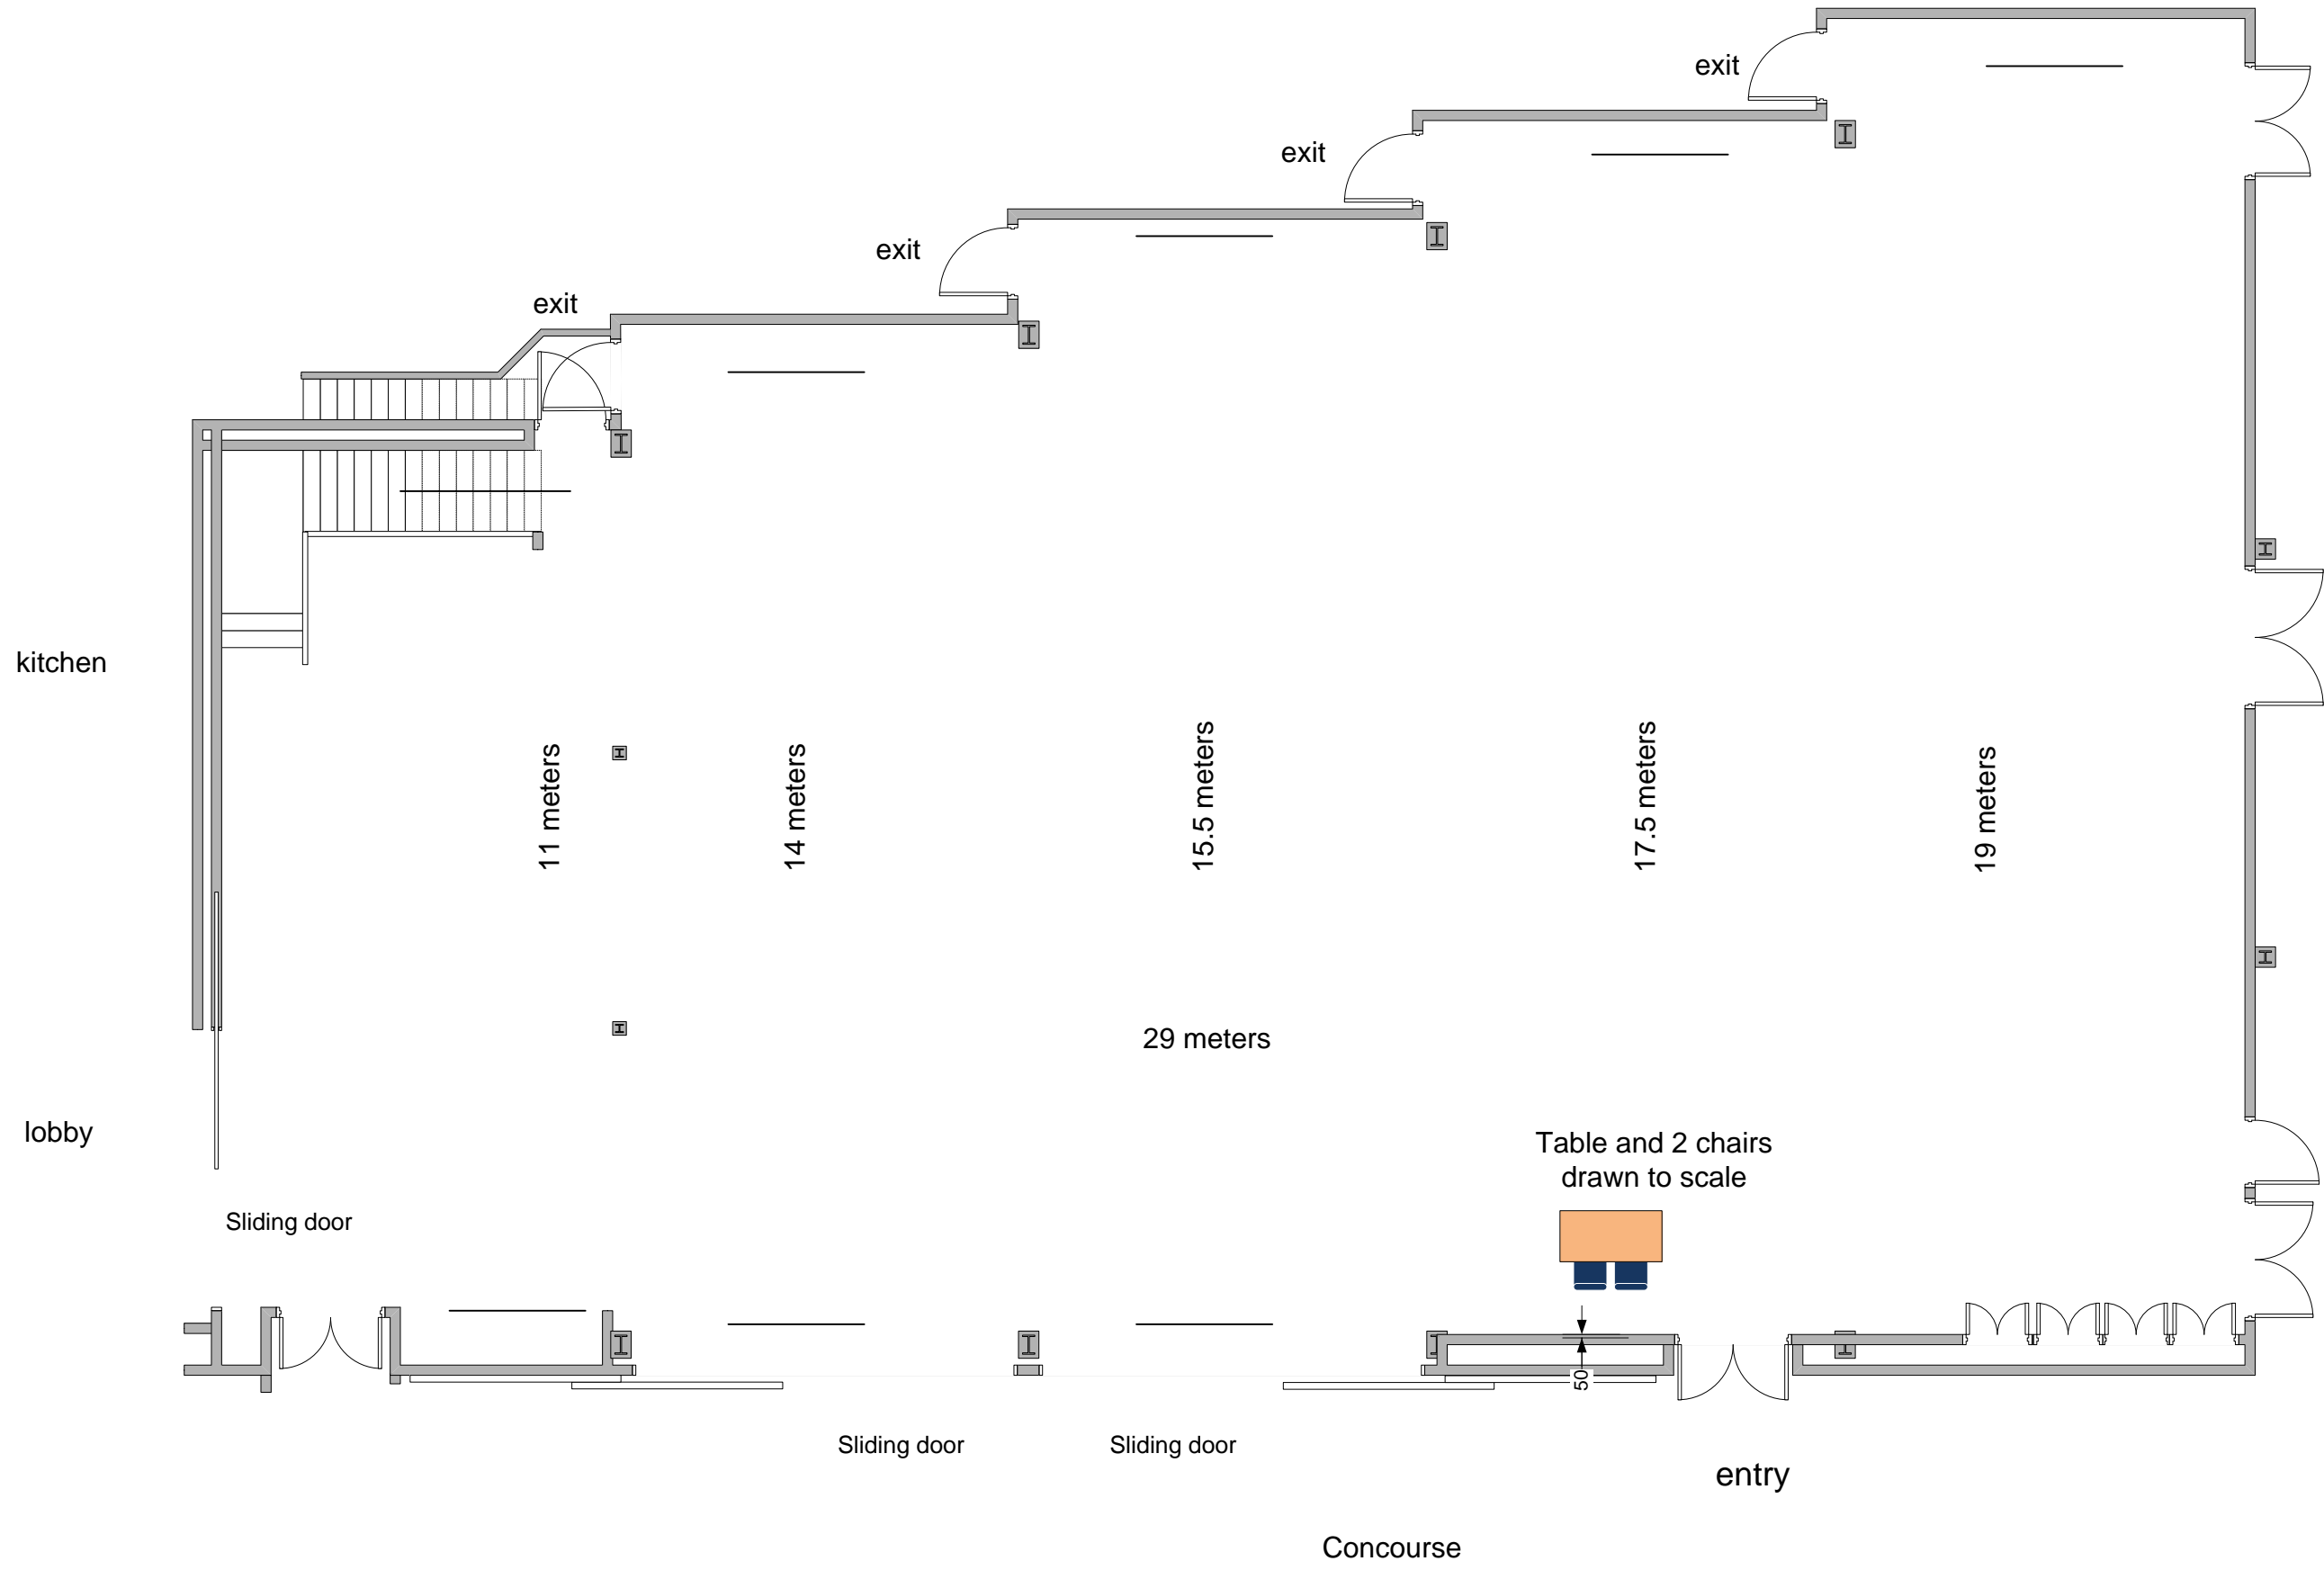 exit
exit
exit
exit
kitchen
11 meters
14 meters
15.5 meters
17.5 meters
19 meters
29 meters
lobby
Table and 2 chairs
drawn to scale
Sliding door
50
Sliding door
Sliding door
entry
Concourse